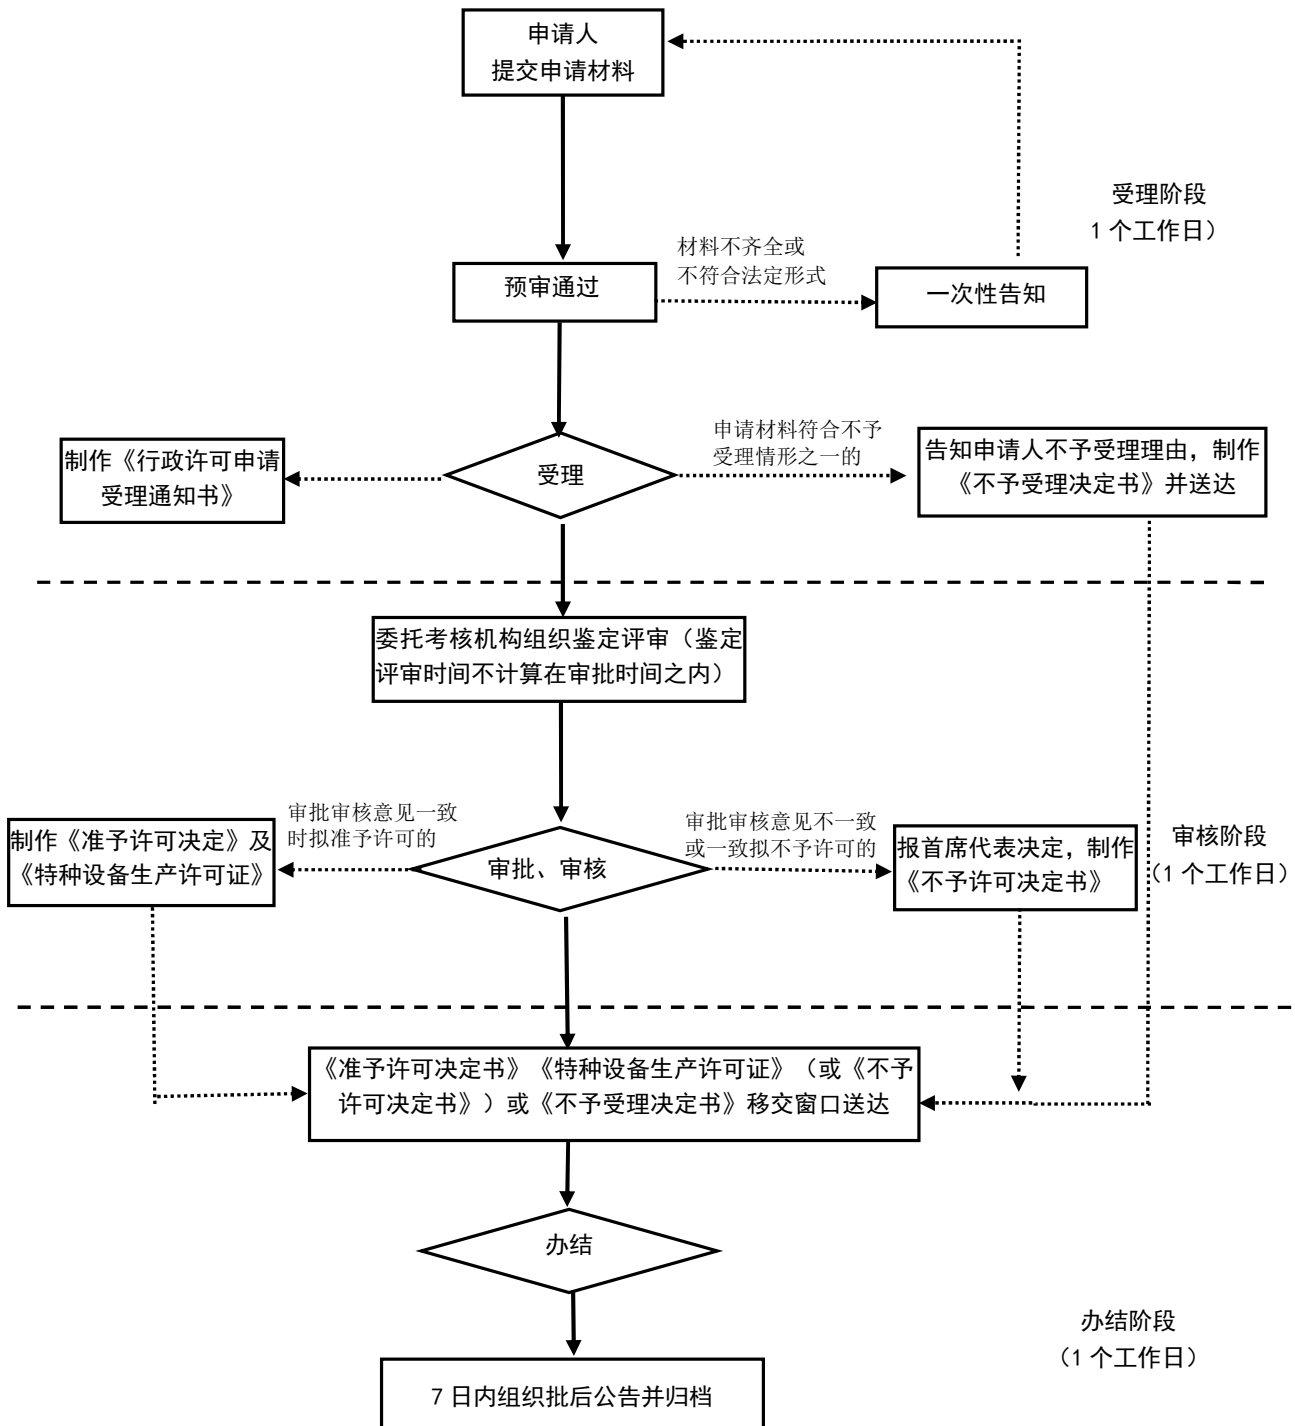 申请人
提交申请材料
受理阶段
1 个工作日）
材料不齐全或
不符合法定形式
预审通过
一次性告知
制作《行政许可申请
受理通知书》
受理
申请材料符合不予
受理情形之一的
告知申请人不予受理理由，制作
《不予受理决定书》并送达
委托考核机构组织鉴定评审（鉴定
评审时间不计算在审批时间之内）
制作《准予许可决定》及
《特种设备生产许可证》
审批审核意见一致
时拟准予许可的
审批、审核
审批审核意见不一致
或一致拟不予许可的
报首席代表决定，制作
《不予许可决定书》
审核阶段
（1 个工作日）
《准予许可决定书》《特种设备生产许可证》（或《不予
许可决定书》）或《不予受理决定书》移交窗口送达
办结
办结阶段
（1 个工作日）
7 日内组织批后公告并归档